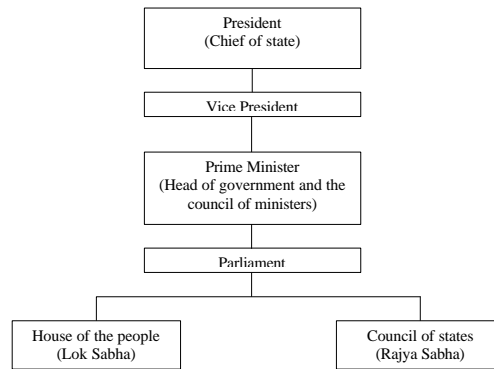 President
(Chief of state)
Vice President
Prime Minister
(Head of government and the
council of ministers)
Parliament
House of the people
(Lok Sabha)
Council of states
(Rajya Sabha)